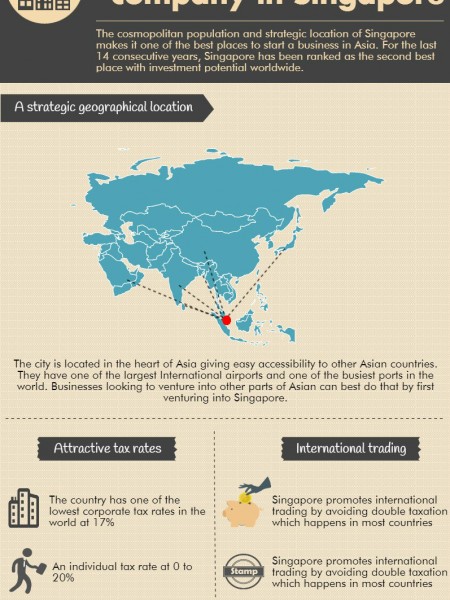 company in Singapore
The cosmopolitan population and strategic location of Singapore
makes it one of the best places to start a business in Asia. For the last
14 consecutive years, Singapore has been ranked as the second best
place with investment potential worldwide.
A strategic geographical location
The city is located in the heart of Asia giving easy accessibility to other Asian countries.
They have one of the largest International airports and one of the busiest ports in the
world. Businesses looking to venture into other parts of Asian can best do that by first
venturing into Singapore.
Attractive tax rates
The country has one of the
lowest corporate tax rates in the
world at 17%
An individual tax rate at 0 to
20%
International trading
Singapore promotes international
trading by avoiding double taxation
which happens in most countries
Stamp
Singapore promotes international
trading by avoiding double taxation
which happens in most countries